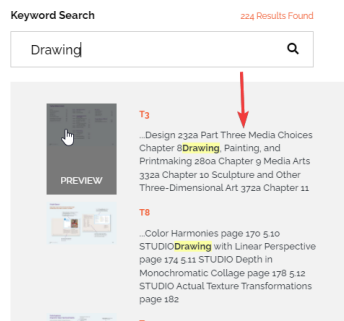 Keyword Search
224 Results Found
Drawing
T3
...Design 232a Part Three Media Choices
Chapter 8Drawing, Painting, and
Printmaking 280a Chapter 9 Media Arts
332a Chapter 10 Sculpture and Other
Three-Dimensional Art 372a Chapter 11
PREVIEW
T8
...Color Harmonies page 170 5.10
STUDIODrawing with Linear Perspective
page 174 5.11 STUDIO Depth in
Monochromatic Collage page 178 5.12
STUDIO Actual Texture Transformations
page 182